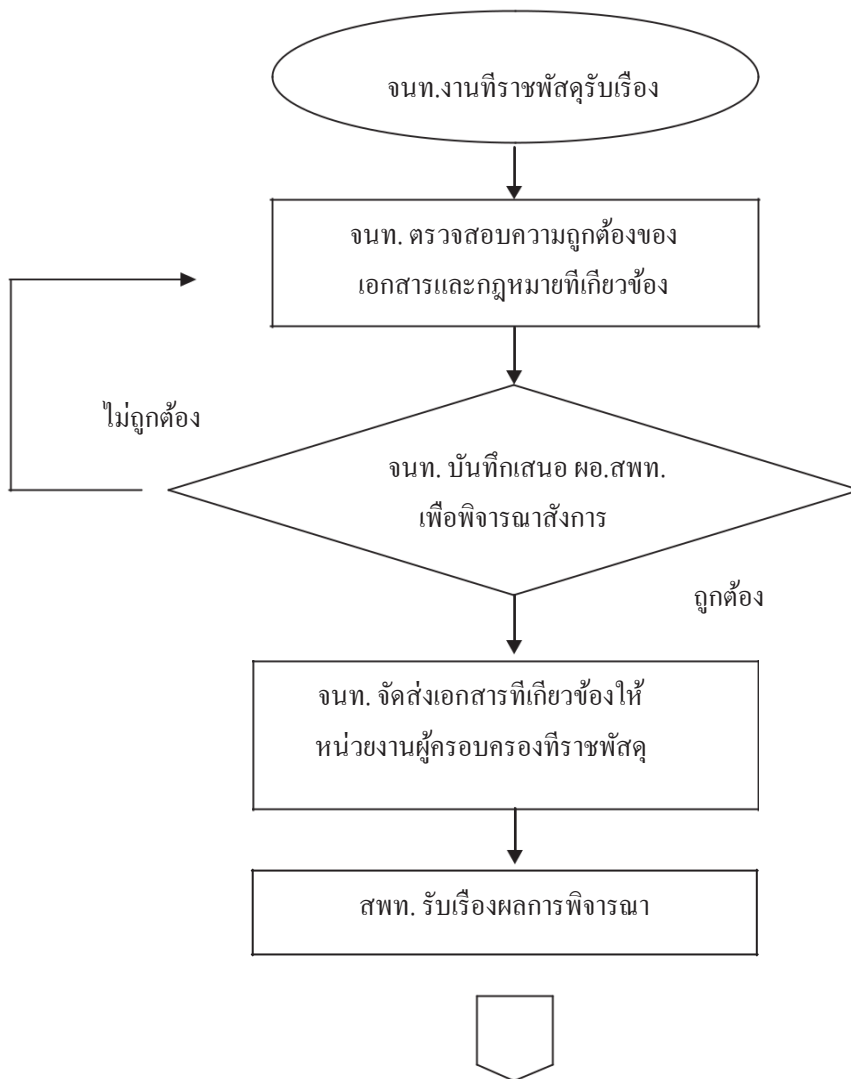 จนท.งานทีราชพัสดุรับเรือง
จนท. ตรวจสอบความถูกต้องของ
เอกสารและกฎหมายทีเกียวข้อง
ไม่ถูกต้อง
จนท. บันทึกเสนอ ผอ.สพท.
เพือพิจารณาสังการ
ถูกต้อง
จนท. จัดส่งเอกสารทีเกียวข้องให้
หน่วยงานผู้ครอบครองทีราชพัสดุ
สพท. รับเรืองผลการพิจารณา